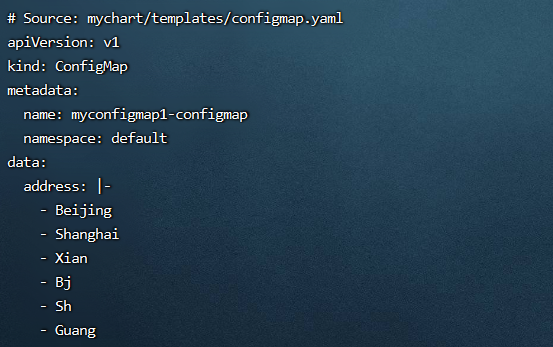 # Source: mychart/templates/configmap.yaml
apiVersion: v1
kind: ConfigMap
metadata:
  name: myconfigmap1-configmap
  namespace: default
data:
  address: |-
    - Beijing
    - Shanghai
    - Xian
    - Bj
    - Sh
    - Guang